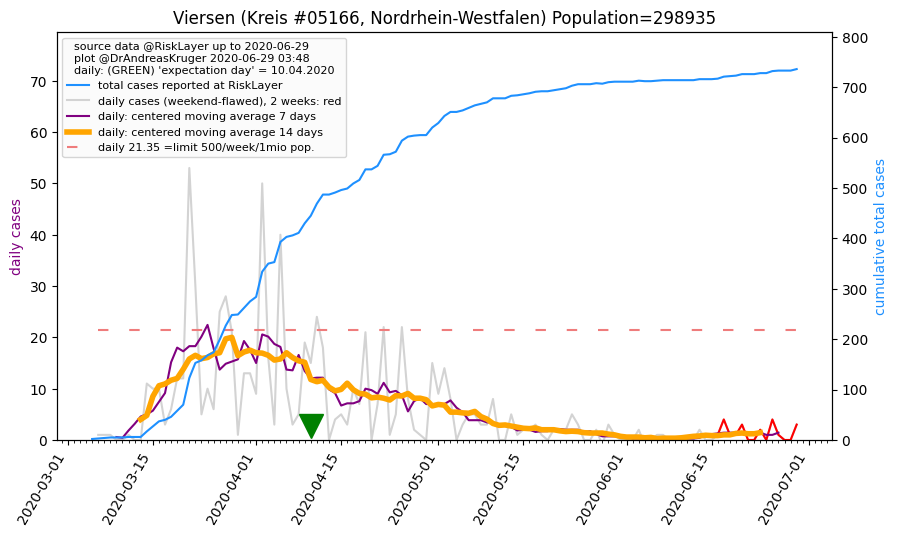 Viersen (Kreis #05166, Nordrhein-Westfalen) Population=298935
source data @RiskLayer up to 2020-06-29
plot @DrAndreasKruger 2020-06-29 03:48
daily: (GREEN) 'expectation day' = 10.04.2020
total cases reported at RiskLayer
daily cases (weekend-flawed), 2 weeks: red
daily: centered moving average 7 days
daily: centered moving average 14 days
daily 21.35 =limit 500/week/1mio pop.
daily cases
0
10
20
30
40
50
60
70
cumulative total cases
0
100
200
300
400
500
600
700
800
2020-03-01
2020-03-15
2020-04-01
2020-04-15
2020-05-01
2020-05-15
2020-06-01
2020-06-15
2020-07-01